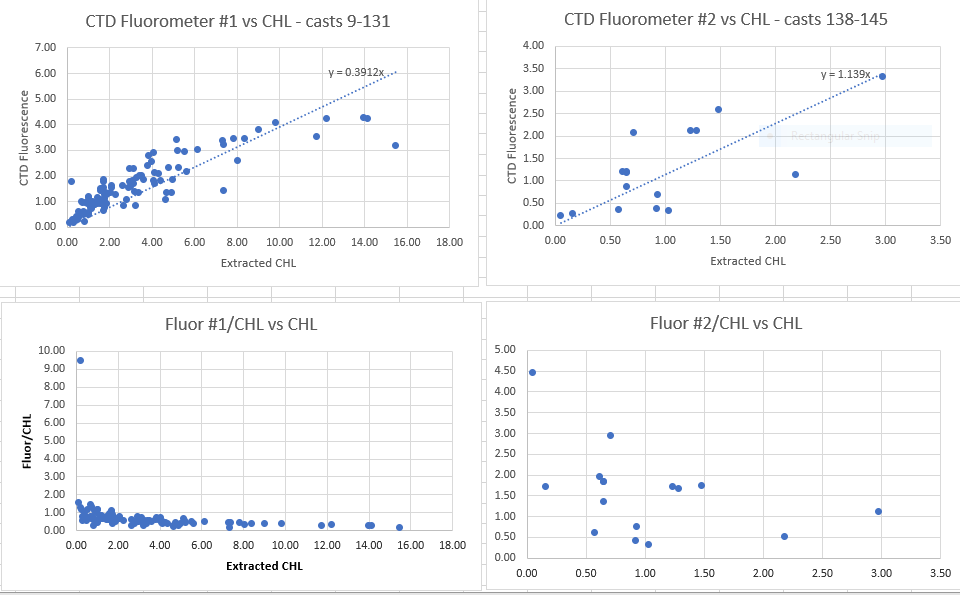 CTD Fluorometer #1 vs CHL - casts 9-131
7.00
6.00
5.00
4.00
3.00
2.00
1.00
0.00
CTD Fluorescence
y = 0.3912x
0.00 2.00 4.00 6.00 8.00 10.00 12.00 14.00 16.00 18.00
Extracted CHL
CTD Fluorometer #2 vs CHL - casts 138-145
4.00
3.50
3.00
2.50
2.00
1.50
1.00
0.50
0.00
CTD Fluorescence
y = 1.139x
Rectangular Snip
0.00 0.50 1.00 1.50 2.00 2.50 3.00 3.50
Extracted CHL
Fluor #1/CHL vs CHL
10.00
9.00
8.00
7.00
6.00
5.00
4.00
3.00
2.00
1.00
0.00
Fluor/CHL
0.00 2.00 4.00 6.00 8.00 10.00 12.00 14.00 16.00 18.00
Extracted CHL
Fluor #2/CHL vs CHL
5.00
4.50
4.00
3.50
3.00
2.50
2.00
1.50
1.00
0.50
0.00
0.00 0.50 1.00 1.50 2.00 2.50 3.00 3.50